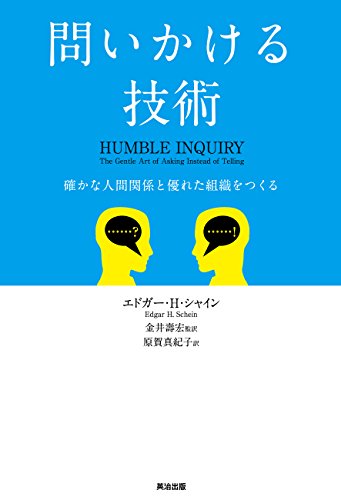 問いかける
技術
HUMBLE INQUIRY
The Gentle Art of Asking Instead of Telling
確かな人間関係と優れた組織をつくる
……?
……!
エドガー・H・シャイン
Edgar H. Schein
金井壽宏 監訳
原賀真紀子 訳
英治出版